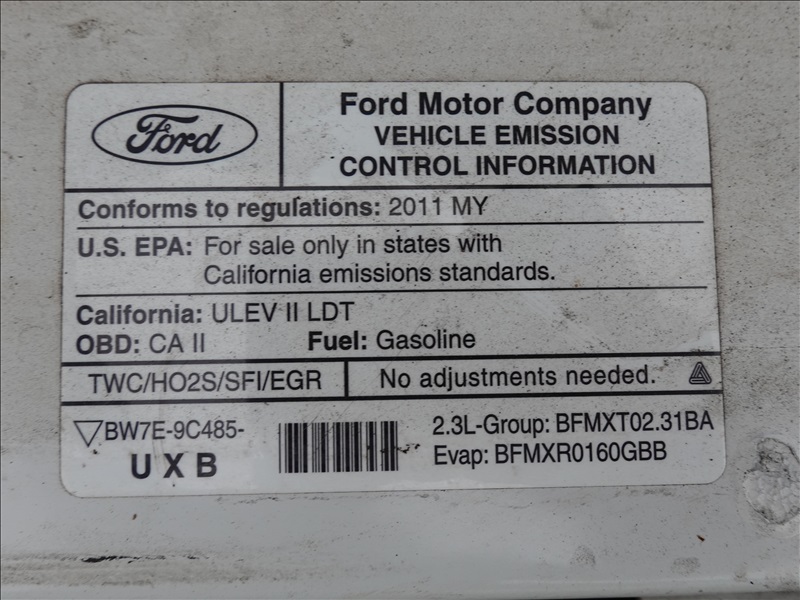 Ford
Ford Motor Company
VEHICLE EMISSION
CONTROL INFORMATION
Conforms to regulations: 2011 MY
U.S. EPA: For sale only in states with
California emissions standards.
California: ULEV II LDT
OBD: CA II Fuel: Gasoline
TWC/HO2S/SFI/EGR No adjustments needed.
BW7E-9C485-
UXB
2.3L-Group: BFMXT02.31BA
Evap: BFMXR0160GBB